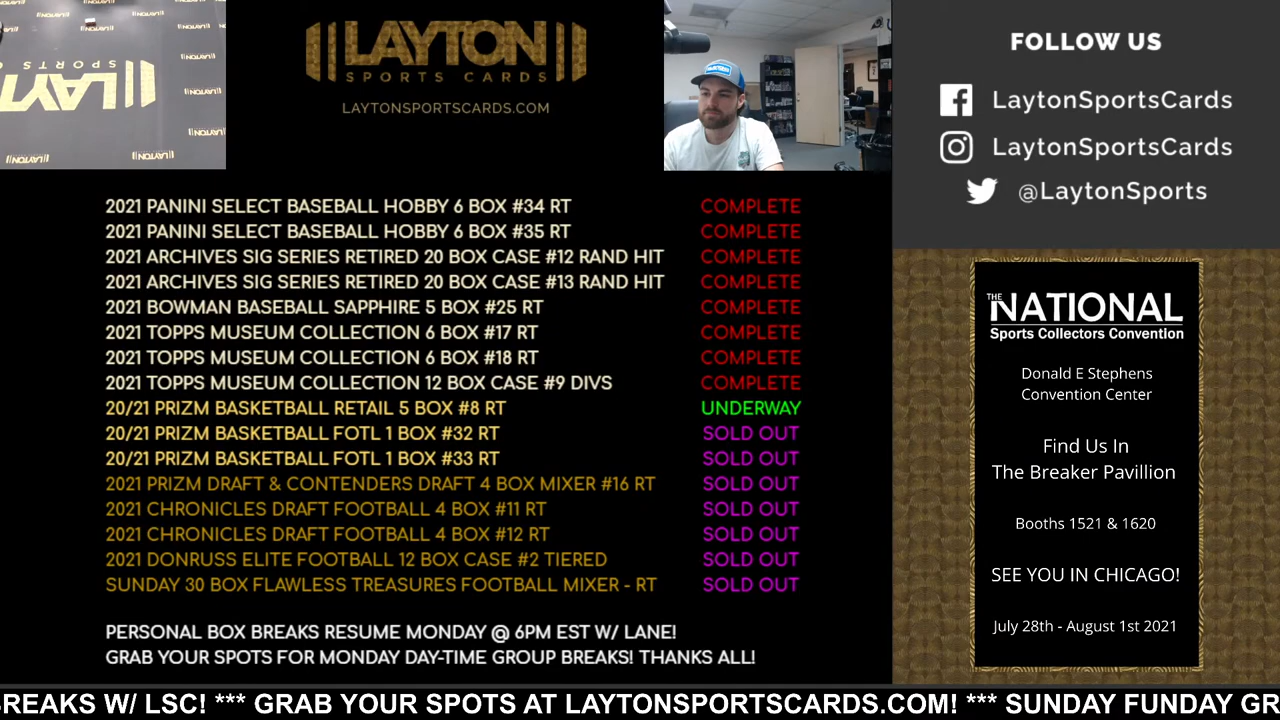 LAYTON
SPORTS CARDS
LAYTONSPORTSCARDS.COM
FOLLOW US
LaytonSportsCards
LaytonSportsCards
@LaytonSports
2021 PANINI SELECT BASEBALL HOBBY 6 BOX #34 RT COMPLETE
2021 PANINI SELECT BASEBALL HOBBY 6 BOX #35 RT COMPLETE
2021 ARCHIVES SIG SERIES RETIRED 20 BOX CASE #12 RAND HIT COMPLETE
2021 ARCHIVES SIG SERIES RETIRED 20 BOX CASE #13 RAND HIT COMPLETE
2021 BOWMAN BASEBALL SAPPHIRE 5 BOX #25 RT COMPLETE
2021 TOPPS MUSEUM COLLECTION 6 BOX #17 RT COMPLETE
2021 TOPPS MUSEUM COLLECTION 6 BOX #18 RT COMPLETE
2021 TOPPS MUSEUM COLLECTION 12 BOX CASE #9 DIVS COMPLETE
20/21 PRIZM BASKETBALL RETAIL 5 BOX #8 RT UNDERWAY
20/21 PRIZM BASKETBALL FOTL 1 BOX #32 RT SOLD OUT
20/21 PRIZM BASKETBALL FOTL 1 BOX #33 RT SOLD OUT
2021 PRIZM DRAFT & CONTENDERS DRAFT 4 BOX MIXER #16 RT SOLD OUT
2021 CHRONICLES DRAFT FOOTBALL 4 BOX #11 RT SOLD OUT
2021 CHRONICLES DRAFT FOOTBALL 4 BOX #12 RT SOLD OUT
2021 DONRUSS ELITE FOOTBALL 12 BOX CASE #2 TIERED SOLD OUT
SUNDAY 30 BOX FLAWLESS TREASURES FOOTBALL MIXER - RT SOLD OUT
PERSONAL BOX BREAKS RESUME MONDAY @ 6PM EST W/ LANE!
GRAB YOUR SPOTS FOR MONDAY DAY-TIME GROUP BREAKS! THANKS ALL!
THE NATIONAL
Sports Collectors Convention
Donald E Stephens
Convention Center
Find Us In
The Breaker Pavillion
Booths 1521 & 1620
SEE YOU IN CHICAGO!
July 28th - August 1st 2021
BREAKS W/ LSC! *** GRAB YOUR SPOTS AT LAYTONSPORTSCARDS.COM! *** SUNDAY FUNDAY GR